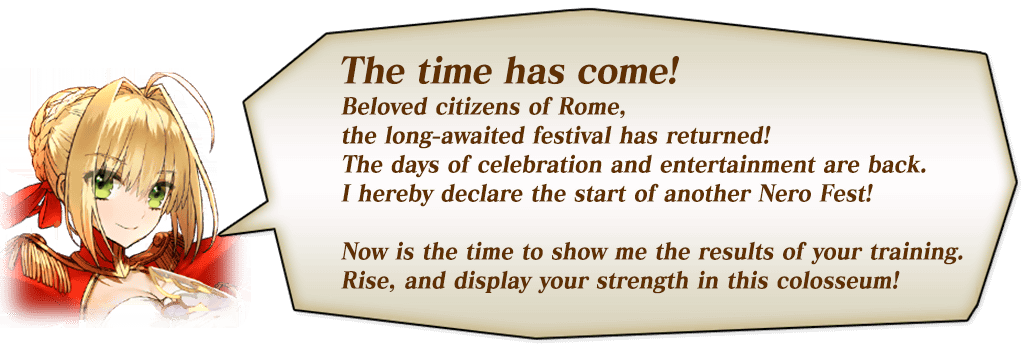 The time has come!
Beloved citizens of Rome,
the long-awaited festival has returned!
The days of celebration and entertainment are back.
I hereby declare the start of another Nero Fest!
Now is the time to show me the results of your training.
Rise, and display your strength in this colosseum!